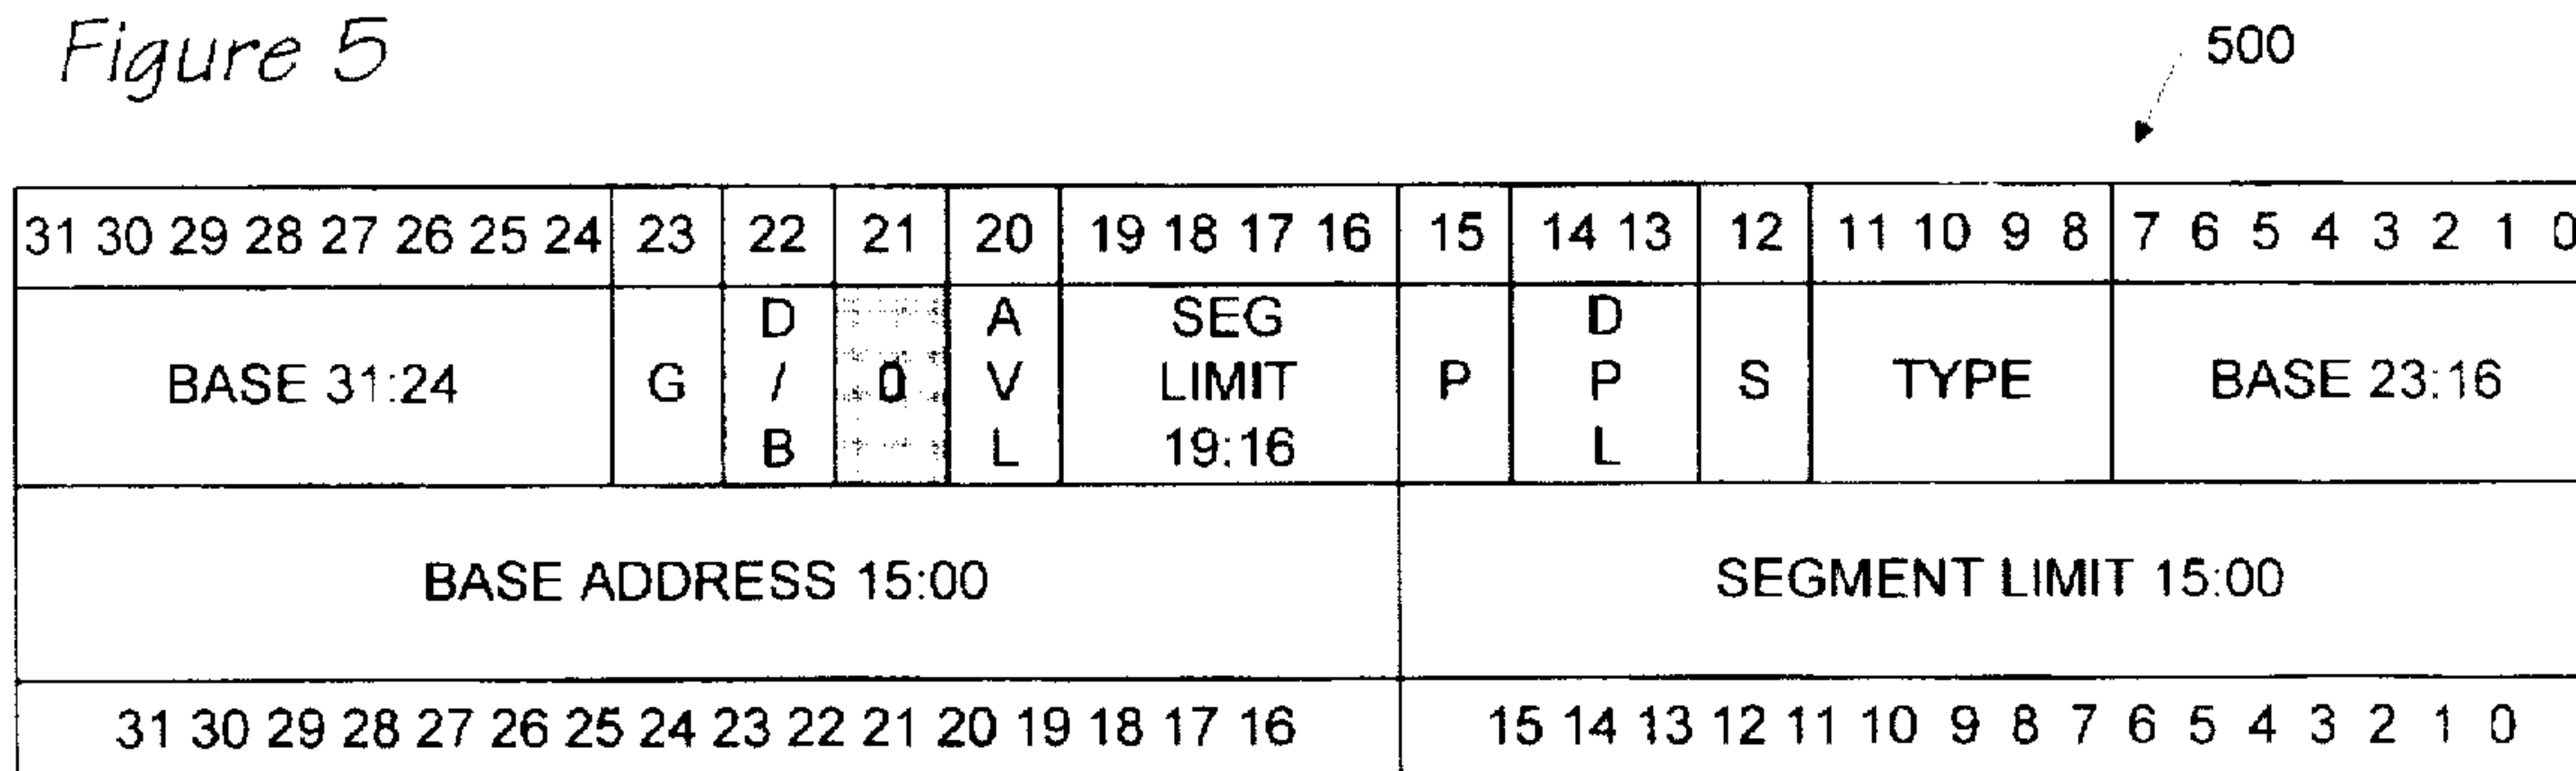 Figure 5
500
31 30 29 28 27 26 25 24 23 22 21 20 19 18 17 16 15 14 13 12 11 10 9 8 7 6 5 4 3 2 1 0
BASE 31:24
G
D
/
B
0
A
V
L
SEG
LIMIT
19:16
P
D
P
L
S
TYPE
BASE 23:16
BASE ADDRESS 15:00
SEGMENT LIMIT 15:00
31 30 29 28 27 26 25 24 23 22 21 20 19 18 17 16 15 14 13 12 11 10 9 8 7 6 5 4 3 2 1 0